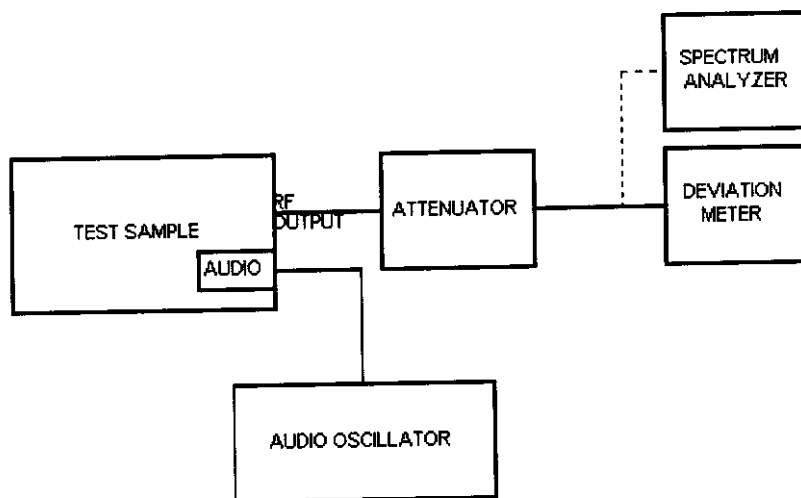 SPECTRUM
ANALYZER
RF
OUTPUT
ATTENUATOR
DEVIATION
METER
TEST SAMPLE
AUDIO
AUDIO OSCILLATOR